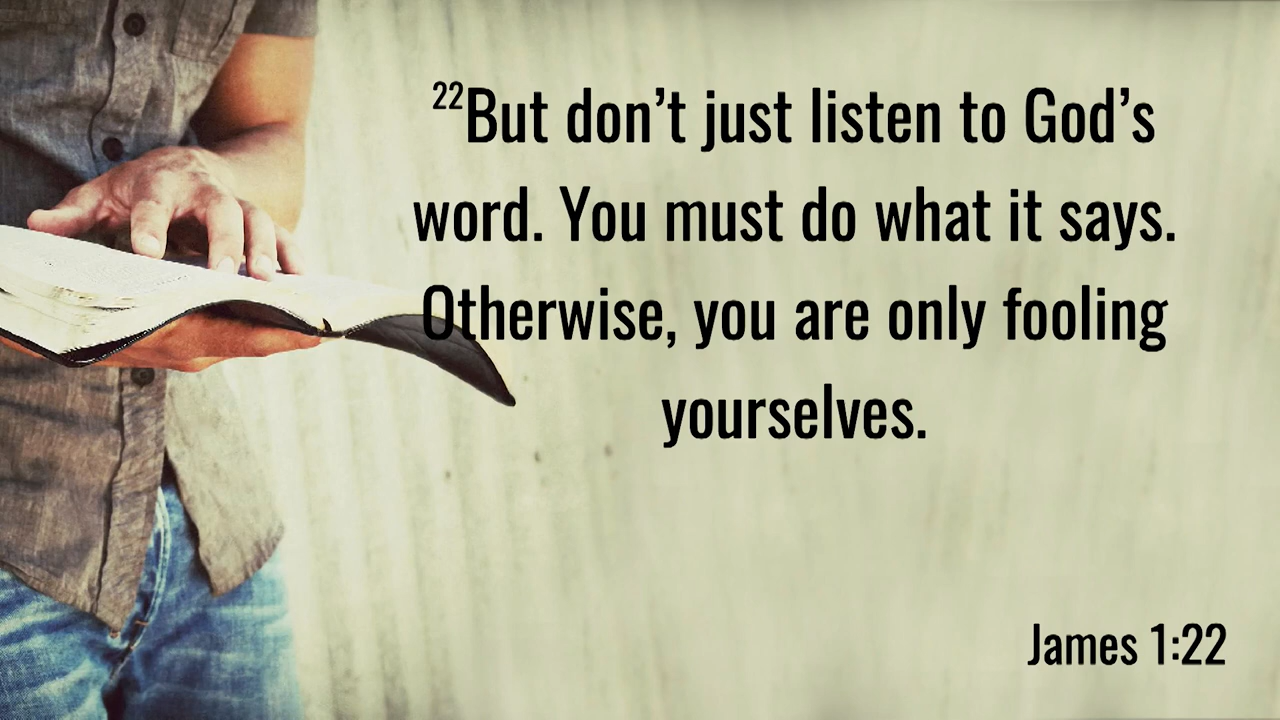 ²²But don’t just listen to God’s
word. You must do what it says.
Otherwise, you are only fooling
yourselves.
James 1:22